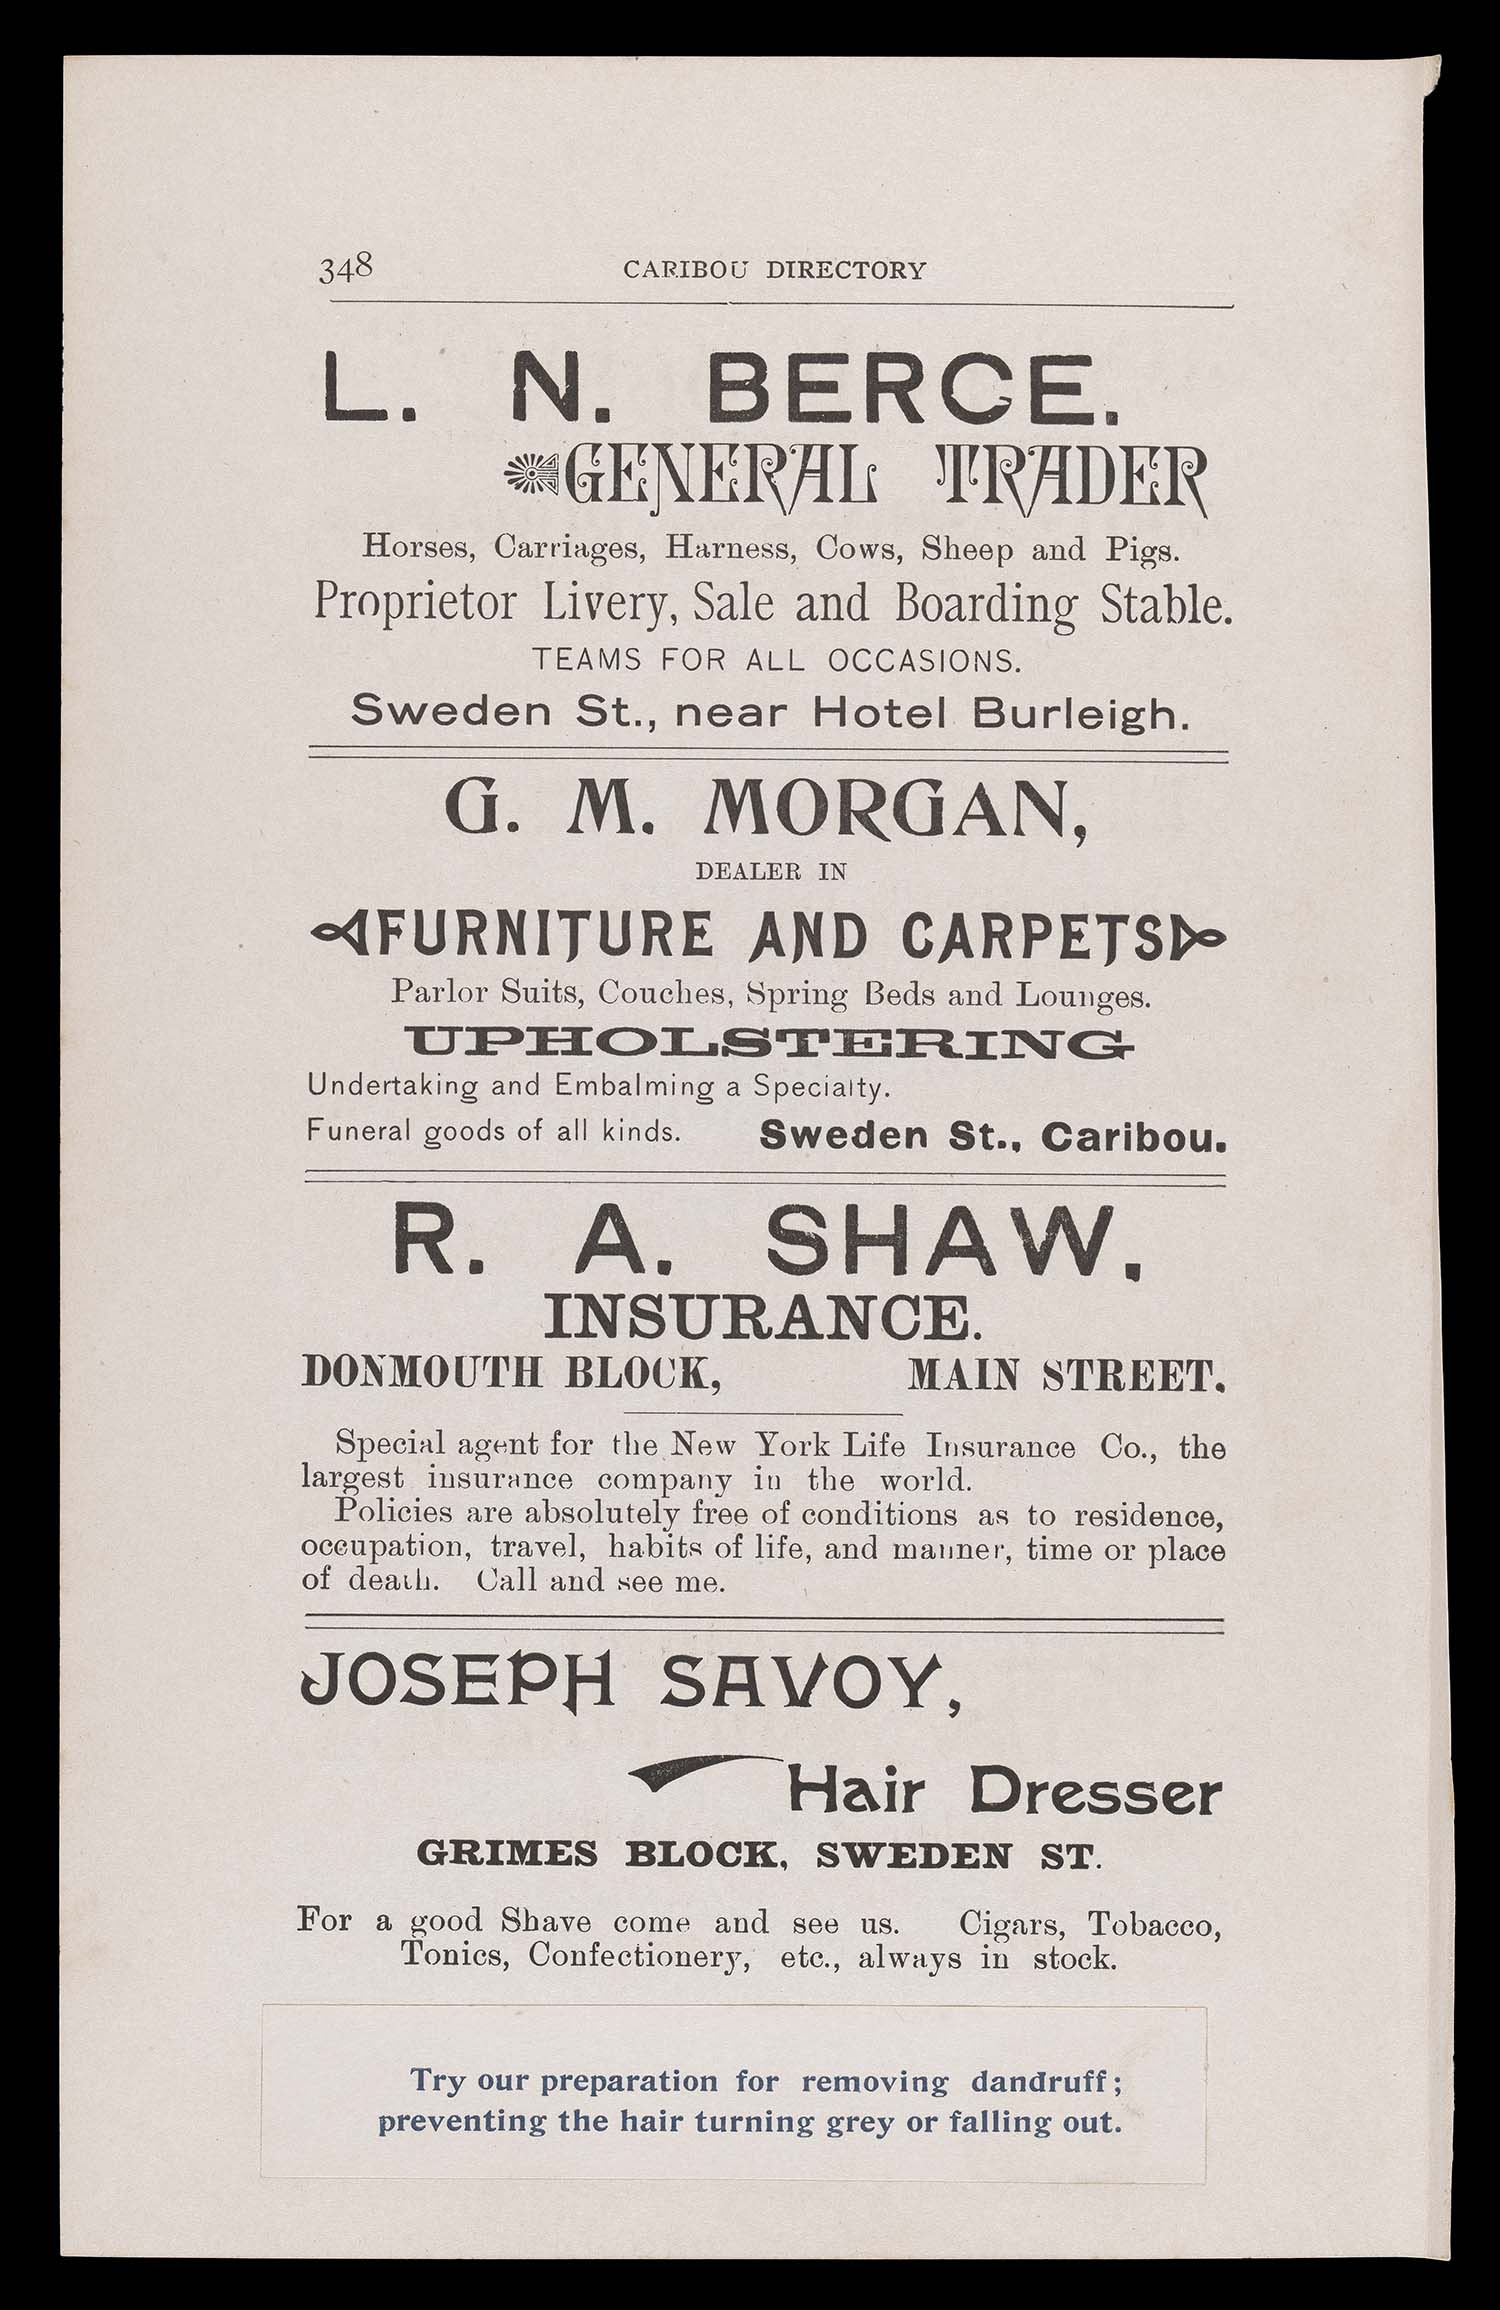 348 CARIBOU DIRECTORY
L. N. BERCE.
GENERAL TRADER
Horses, Carriages, Harness, Cows, Sheep and Pigs.
Proprietor Livery, Sale and Boarding Stable.
TEAMS FOR ALL OCCASIONS.
Sweden St., near Hotel Burleigh.
G. M. MORGAN,
DEALER IN
FURNITURE AND CARPETS
Parlor Suits, Couches, Spring Beds and Lounges.
UPHOLSTERING
Undertaking and Embalming a Specialty.
Funeral goods of all kinds. Sweden St., Caribou.
R. A. SHAW.
INSURANCE.
DONMOUTH BLOCK, MAIN STREET.
Special agent for the New York Life Insurance Co., the
largest insurance company in the world.
Policies are absolutely free of conditions as to residence,
occupation, travel, habits of life, and manner, time or place
of death. Call and see me.
JOSEPH SAVOY,
Hair Dresser
GRIMES BLOCK, SWEDEN ST.
For a good Shave come and see us. Cigars, Tobacco,
Tonics, Confectionery, etc., always in stock.
Try our preparation for removing dandruff;
preventing the hair turning grey or falling out.